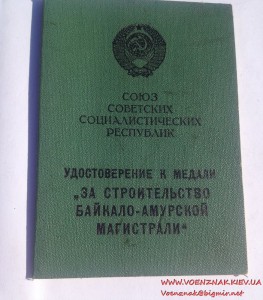 СОЮЗ
СОВЕТСКИХ
СОЦИАЛИСТИЧЕСКИХ
РЕСПУБЛИК
УДОСТОВЕРЕНИЕ К МЕДАЛИ
„ЗА СТРОИТЕЛЬСТВО
БАЙКАЛО-АМУРСКОЙ
МАГИСТРАЛИ“
WWW.VOENZNAK.KIEV.UA
Voenznak@bigmir.net